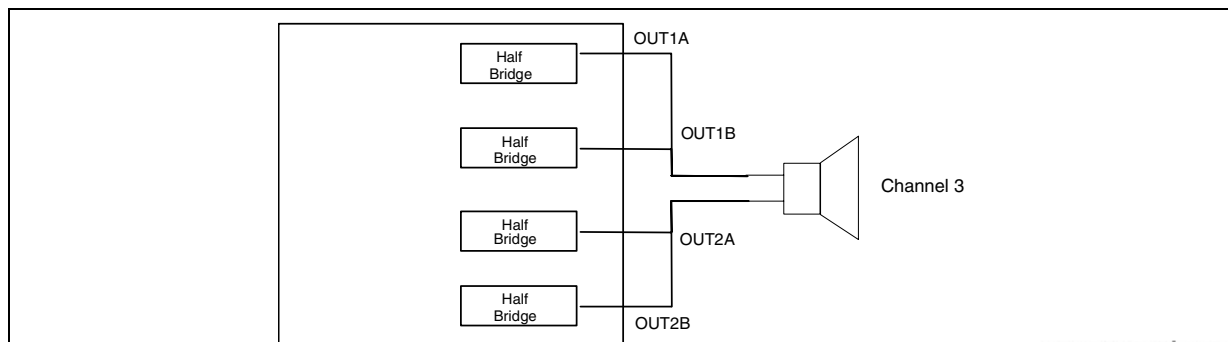 OUT1A
Half
Bridge
OUT1B
Half
Bridge
Channel 3
Half
Bridge
OUT2A
Half
Bridge
OUT2B